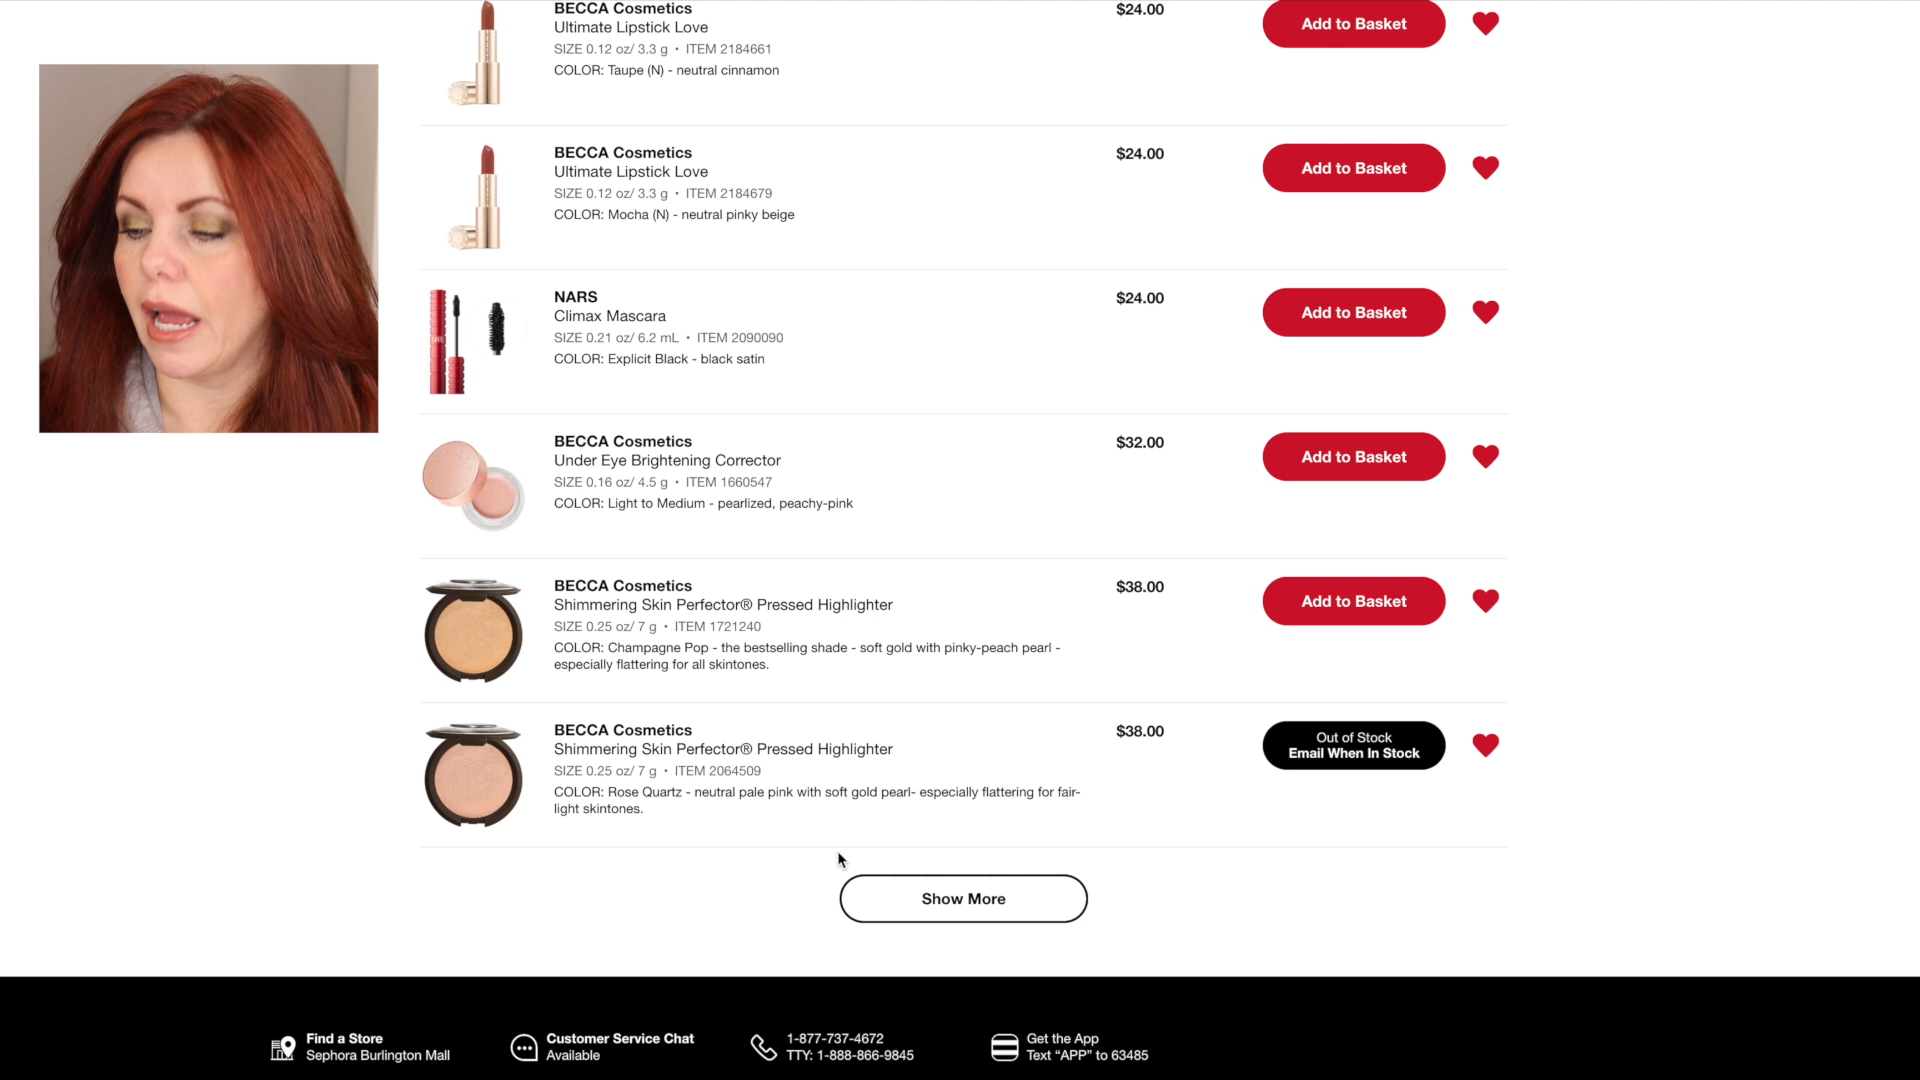 BECCA Cosmetics
$24.00
Add to Basket
Ultimate Lipstick Love
SIZE 0.12 oz/ 3.3 g • ITEM 2184661
COLOR: Taupe (N) - neutral cinnamon
BECCA Cosmetics
$24.00
Add to Basket
Ultimate Lipstick Love
SIZE 0.12 oz/ 3.3 g • ITEM 2184679
COLOR: Mocha (N) - neutral pinky beige
NARS
$24.00
Add to Basket
Climax Mascara
SIZE 0.21 oz/ 6.2 mL • ITEM 2090090
COLOR: Explicit Black - black satin
BECCA Cosmetics
$32.00
Add to Basket
Under Eye Brightening Corrector
SIZE 0.16 oz/ 4.5 g • ITEM 1660547
COLOR: Light to Medium - pearlized, peachy-pink
BECCA Cosmetics
$38.00
Add to Basket
Shimmering Skin Perfector® Pressed Highlighter
SIZE 0.25 oz/ 7 g • ITEM 1721240
COLOR: Champagne Pop - the bestselling shade - soft gold with pinky-peach pearl -
especially flattering for all skintones.
BECCA Cosmetics
$38.00
Out of Stock
Email When In Stock
Shimmering Skin Perfector® Pressed Highlighter
SIZE 0.25 oz/ 7 g • ITEM 2064509
COLOR: Rose Quartz - neutral pale pink with soft gold pearl- especially flattering for fair-
light skintones.
Show More
Find a Store
Sephora Burlington Mall
Customer Service Chat
Available
1-877-737-4672
TTY: 1-888-866-9845
Get the App
Text “APP” to 63485